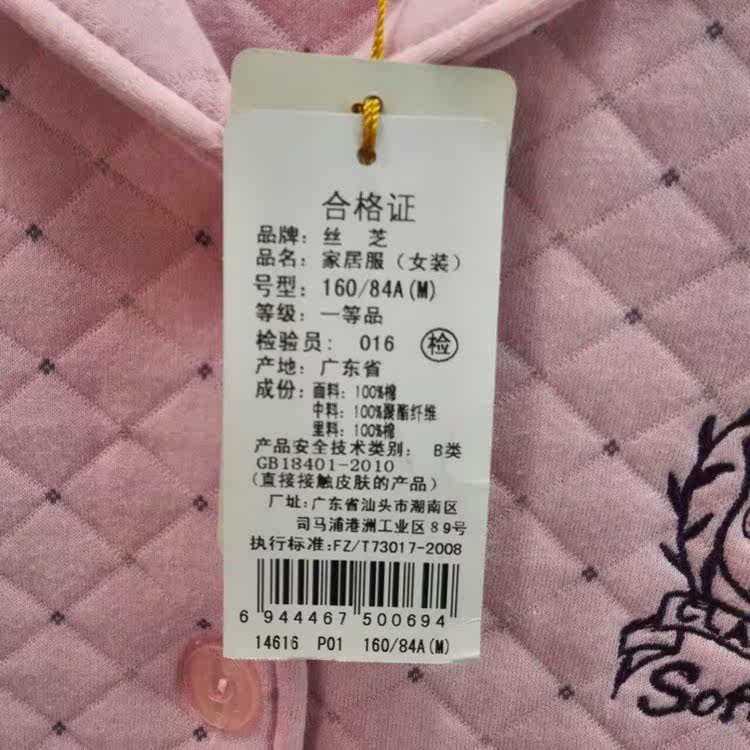 合格证
品牌：丝 芝
品名：家居服（女装）
号型：160/84A(M)
等级：一等品
检验员：016 检
产地：广东省
成份：面料：100%棉
中料：100%聚酯纤维
里料：100%棉
产品安全技术类别：B类
GB18401-2010
(直接接触皮肤的产品)
厂址:广东省汕头市潮南区
司马浦港洲工业区89号
执行标准:FZ/T73017-2008
6 944467 500694
14616 P01 160/84A(M)